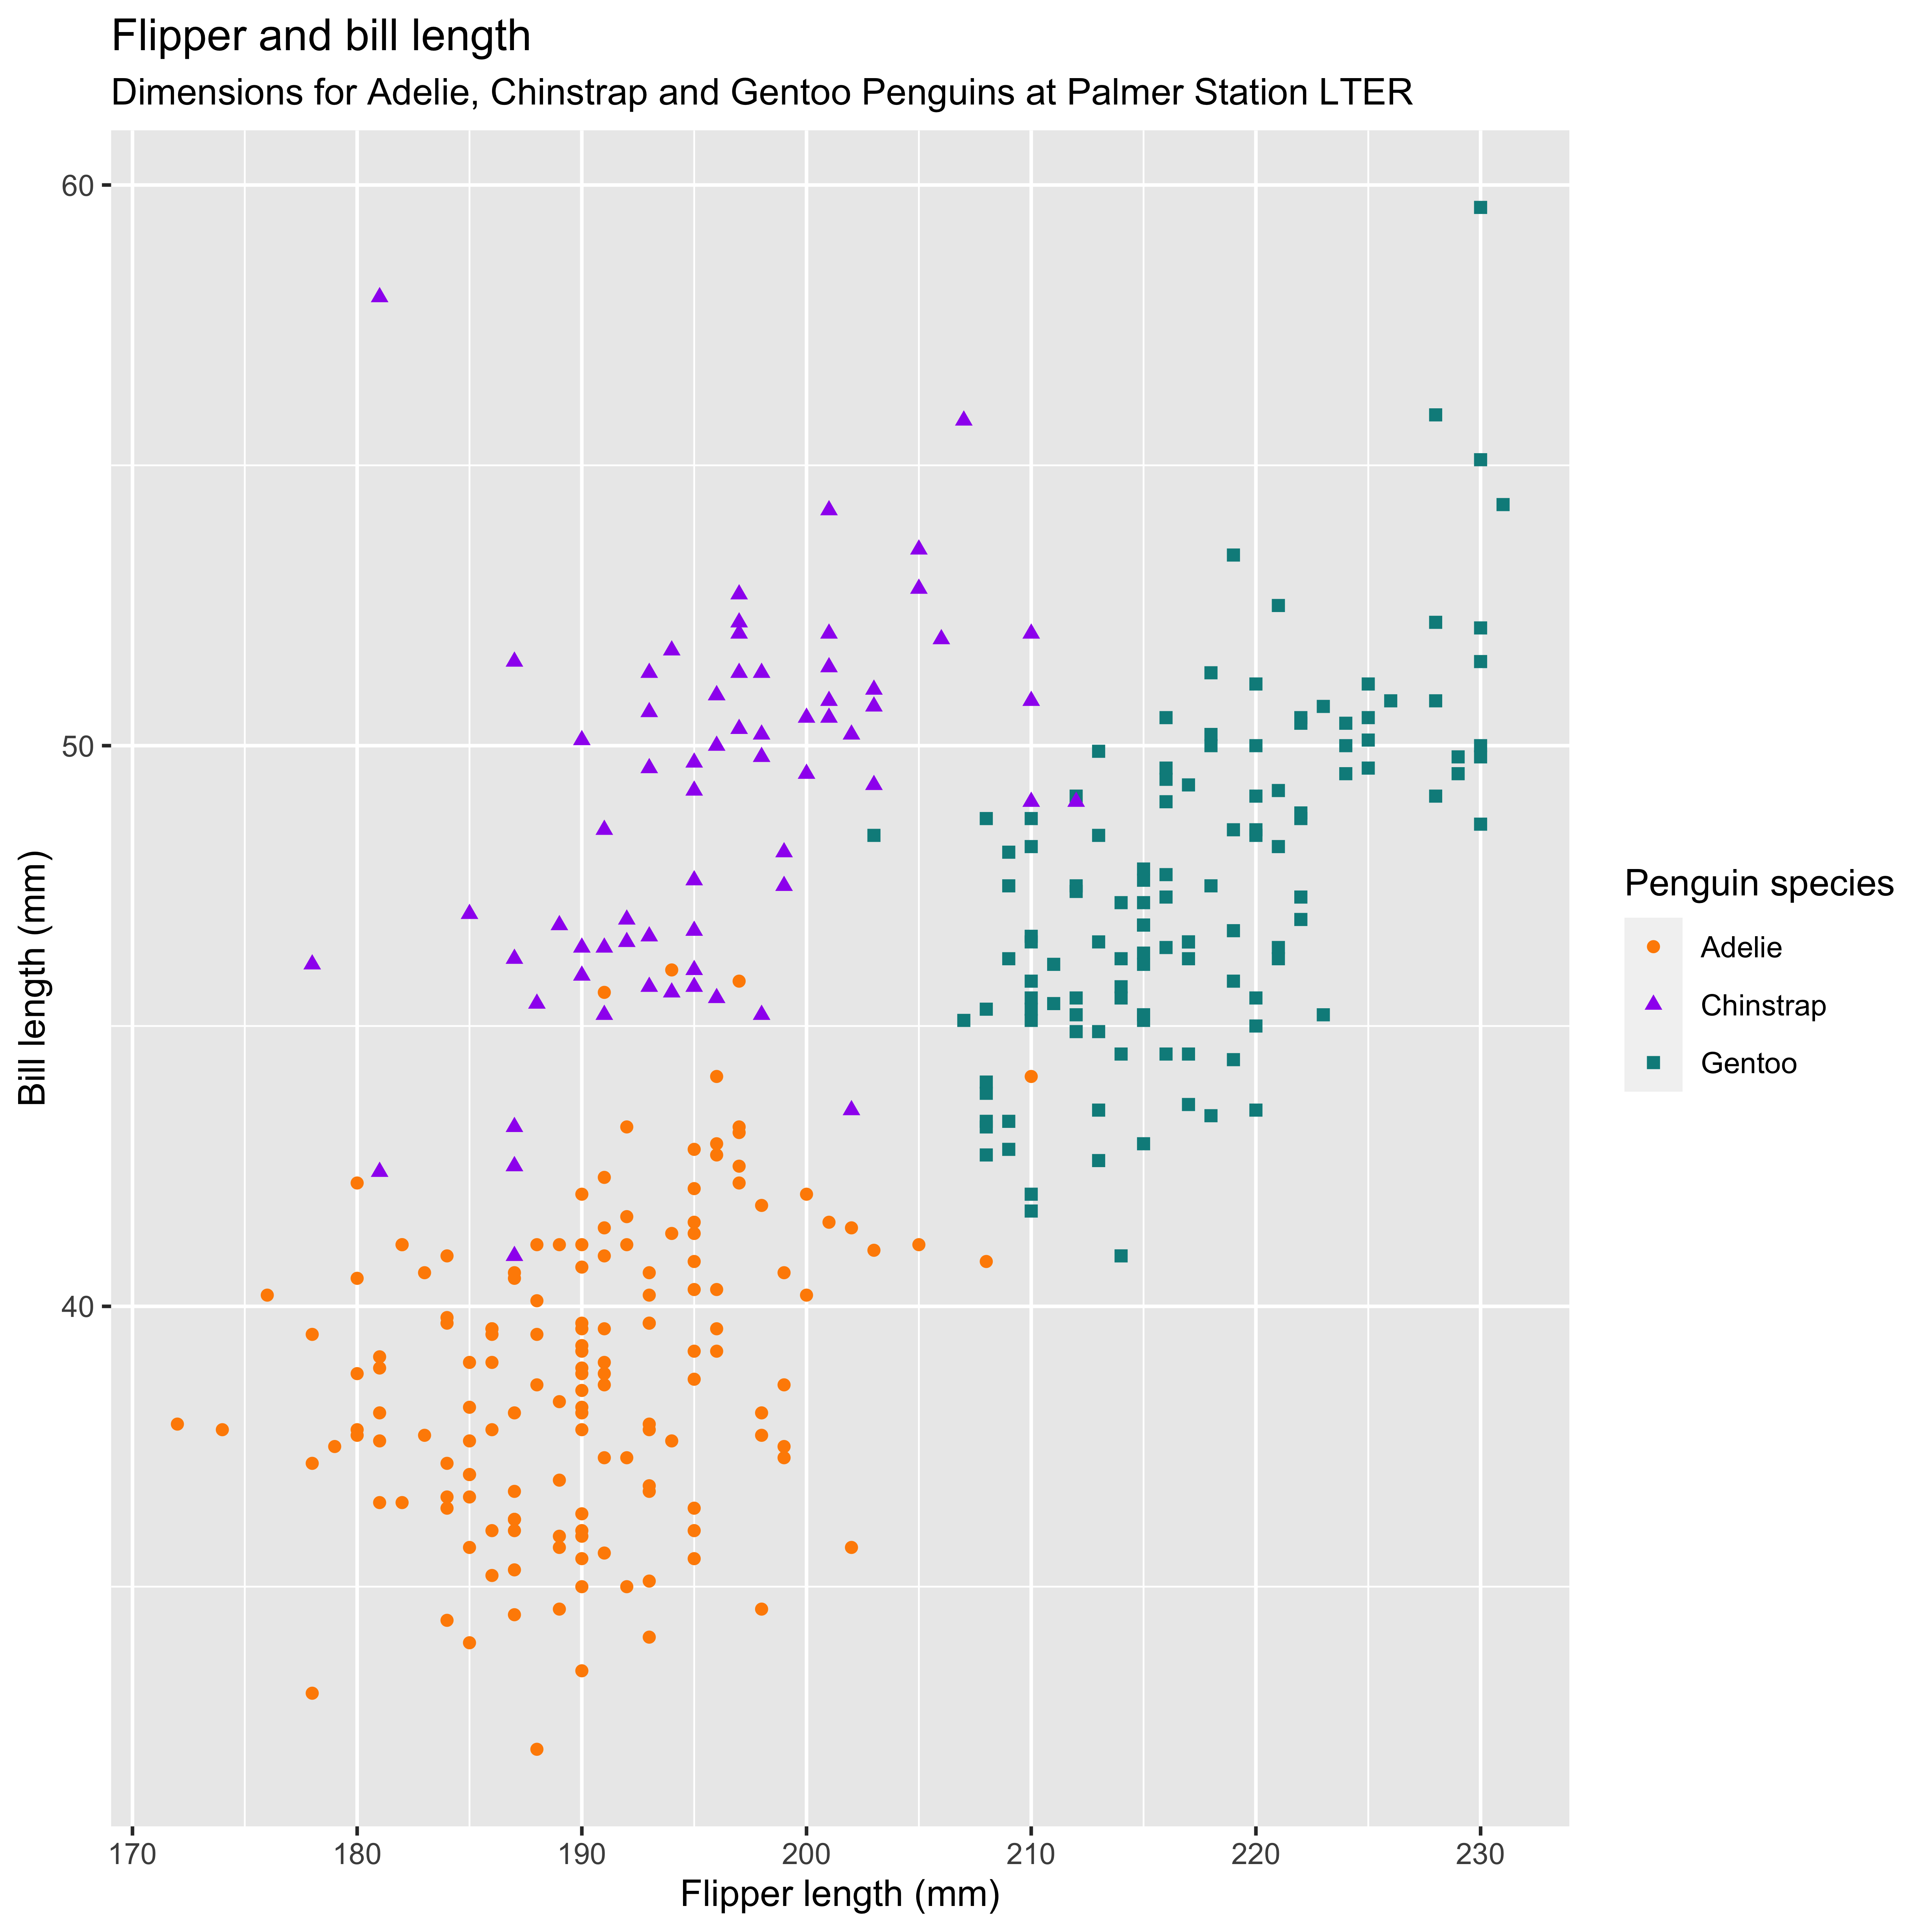 Flipper and bill length
Dimensions for Adelie, Chinstrap and Gentoo Penguins at Palmer Station LTER
60
50
40
Bill length (mm)
170 180 190 200 210 220 230
Flipper length (mm)
Penguin species
Adelie
Chinstrap
Gentoo